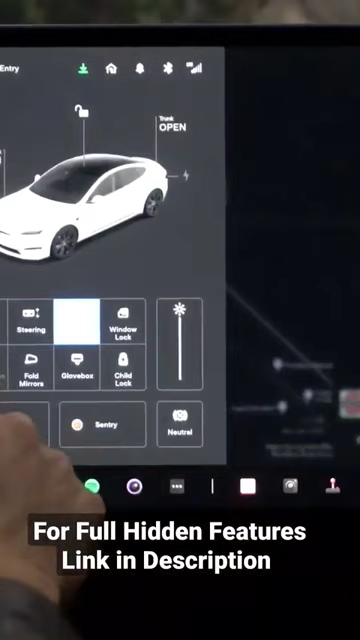 Entry
Trunk
OPEN
Steering
Window
Lock
Fold
Mirrors
Glovebox
Child
Lock
Sentry
Neutral
For Full Hidden Features
Link in Description